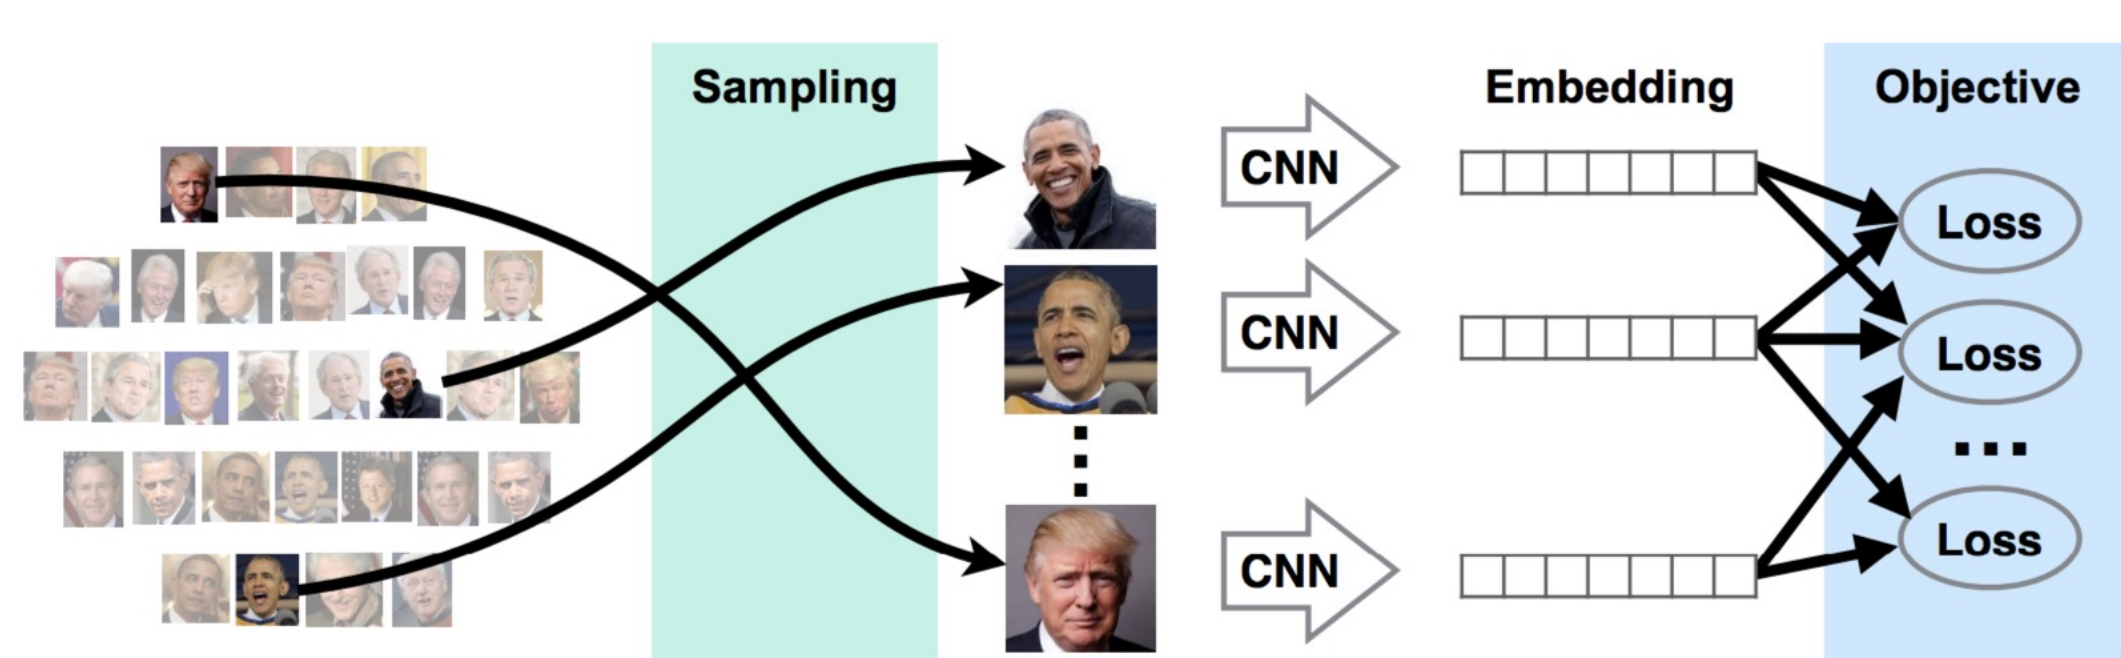 Sampling
Embedding
Objective
CNN
Loss
CNN
Loss
...
CNN
Loss